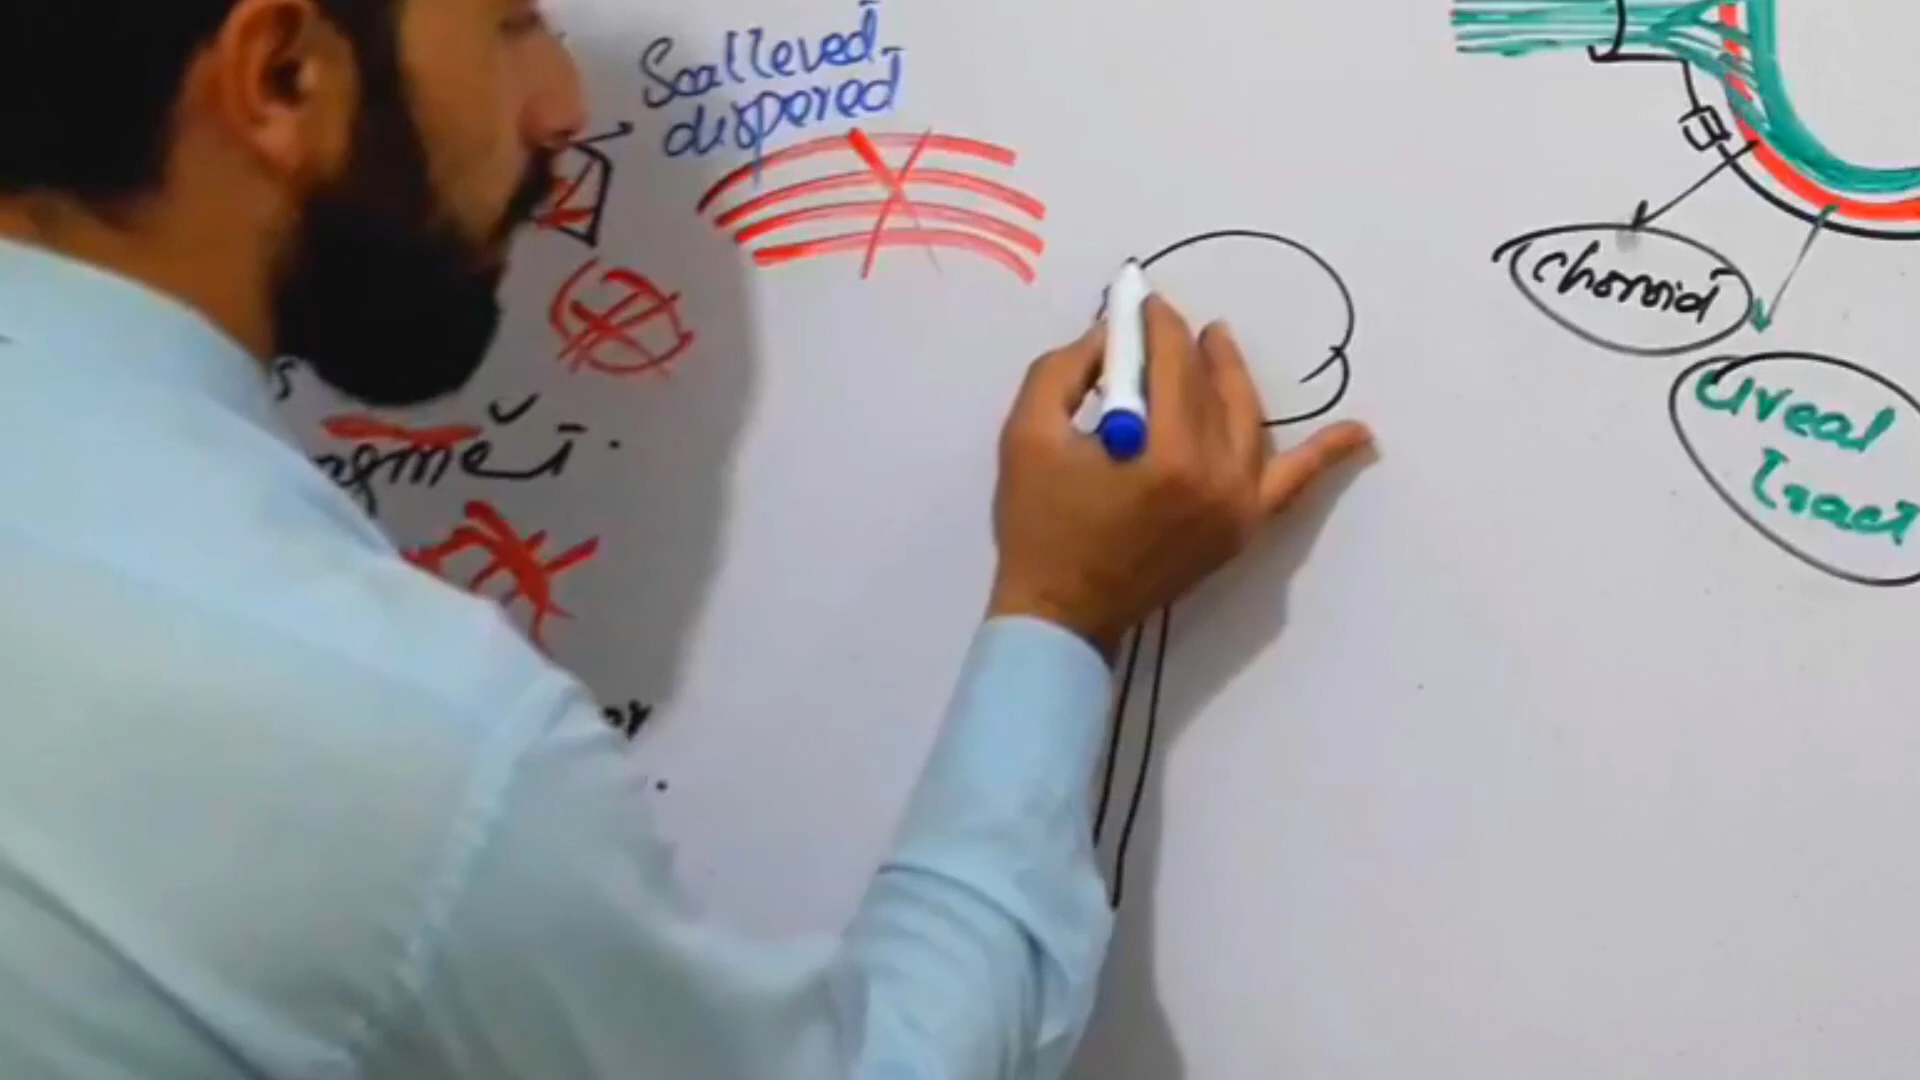 Scattered
dispered
choroid
uveal
Tract